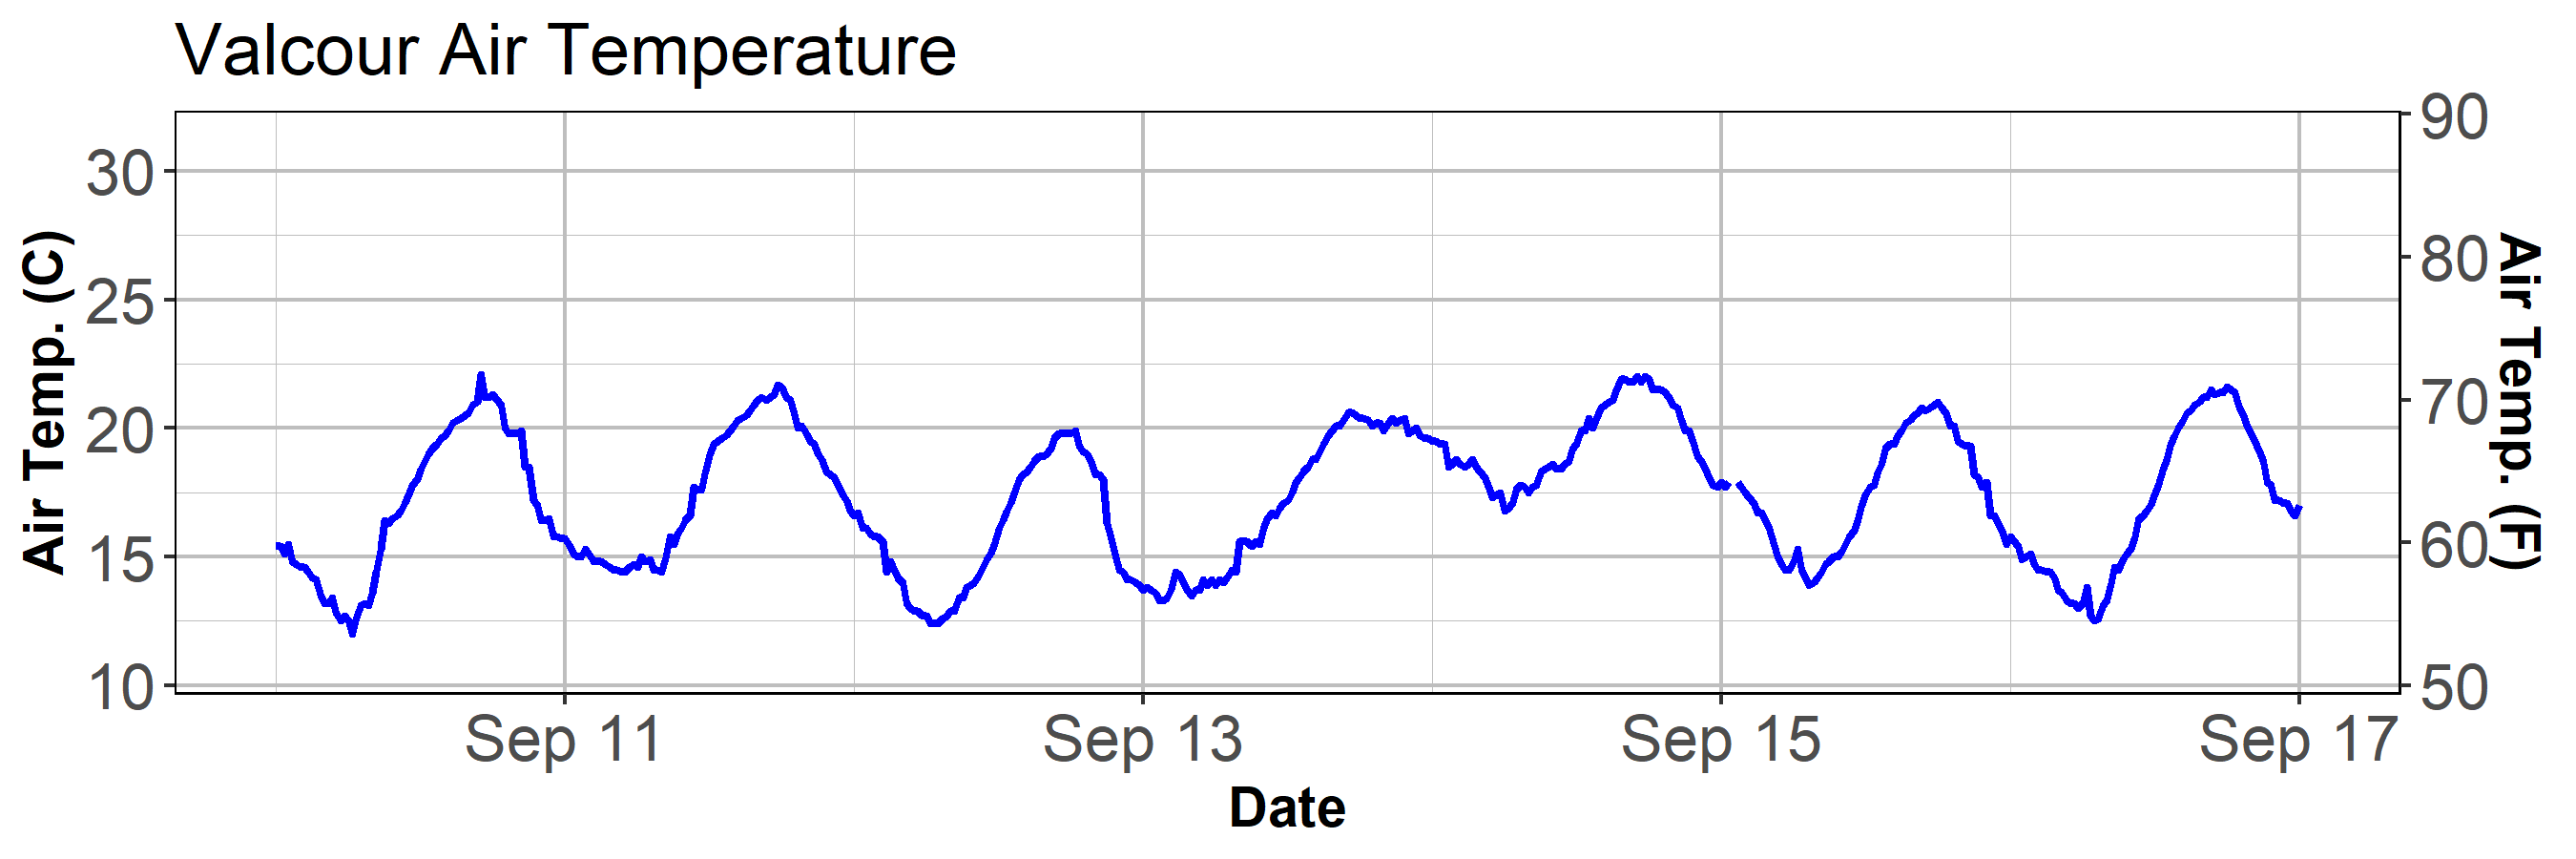 Valcour Air Temperature
Air Temp. (C)
30
25
20
15
10
90
80
70
60
50
Air Temp. (F)
Sep 11
Sep 13
Sep 15
Sep 17
Date